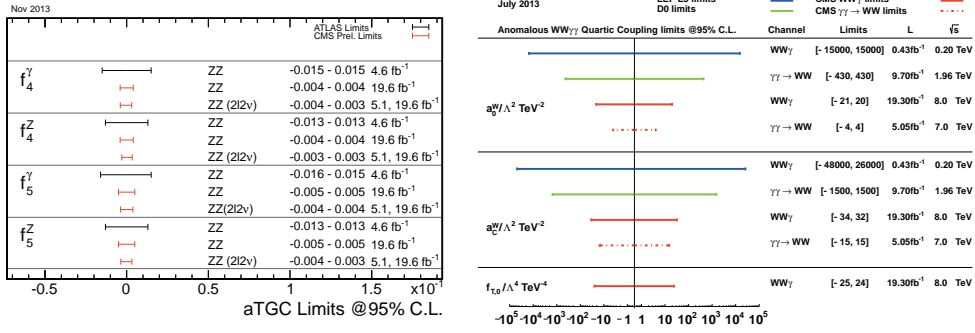 Nov 2013
ATLAS Limits
CMS Prel. Limits
f4γ
ZZ -0.015 - 0.015 4.6 fb-1
ZZ -0.004 - 0.004 19.6 fb-1
ZZ (2l2ν) -0.004 - 0.003 5.1, 19.6 fb-1
f4Z
ZZ -0.013 - 0.013 4.6 fb-1
ZZ -0.004 - 0.004 19.6 fb-1
ZZ (2l2ν) -0.003 - 0.003 5.1, 19.6 fb-1
f5γ
ZZ -0.016 - 0.015 4.6 fb-1
ZZ -0.005 - 0.005 19.6 fb-1
ZZ(2l2ν) -0.004 - 0.004 5.1, 19.6 fb-1
f5Z
ZZ -0.013 - 0.013 4.6 fb-1
ZZ -0.005 - 0.005 19.6 fb-1
ZZ (2l2ν) -0.004 - 0.003 5.1, 19.6 fb-1
-0.5 0 0.5 1 1.5 x10-1
aTGC Limits @95% C.L.
July 2013
D0 limits
CMS γγ → WW limits
Anomalous WWγγ Quartic Coupling limits @95% C.L. Channel Limits L √s
WWγ [- 15000, 15000] 0.43fb-1 0.20 TeV
γγ → WW [- 430, 430] 9.70fb-1 1.96 TeV
a0W/Λ2 TeV-2
WWγ [- 21, 20] 19.30fb-1 8.0 TeV
γγ → WW [- 4, 4] 5.05fb-1 7.0 TeV
WWγ [- 48000, 26000] 0.43fb-1 0.20 TeV
γγ → WW [- 1500, 1500] 9.70fb-1 1.96 TeV
aCW/Λ2 TeV-2
WWγ [- 34, 32] 19.30fb-1 8.0 TeV
γγ → WW [- 15, 15] 5.05fb-1 7.0 TeV
fT,0/Λ4 TeV-4 WWγ [- 25, 24] 19.30fb-1 8.0 TeV
-105 -104 -103 -102 -10 -1 1 10 102 103 104 105